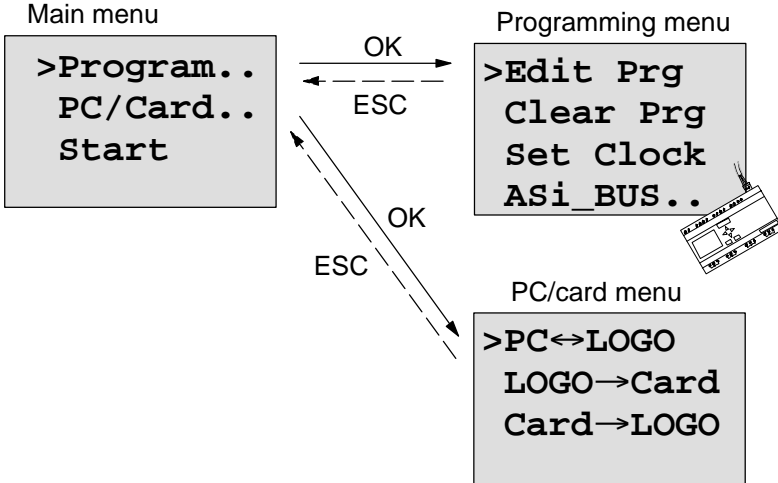 Main menu
>Program..
PC/Card..
Start
OK
ESC
Programming menu
>Edit Prg
Clear Prg
Set Clock
ASi_BUS..
OK
ESC
PC/card menu
>PC↔LOGO
LOGO→Card
Card→LOGO